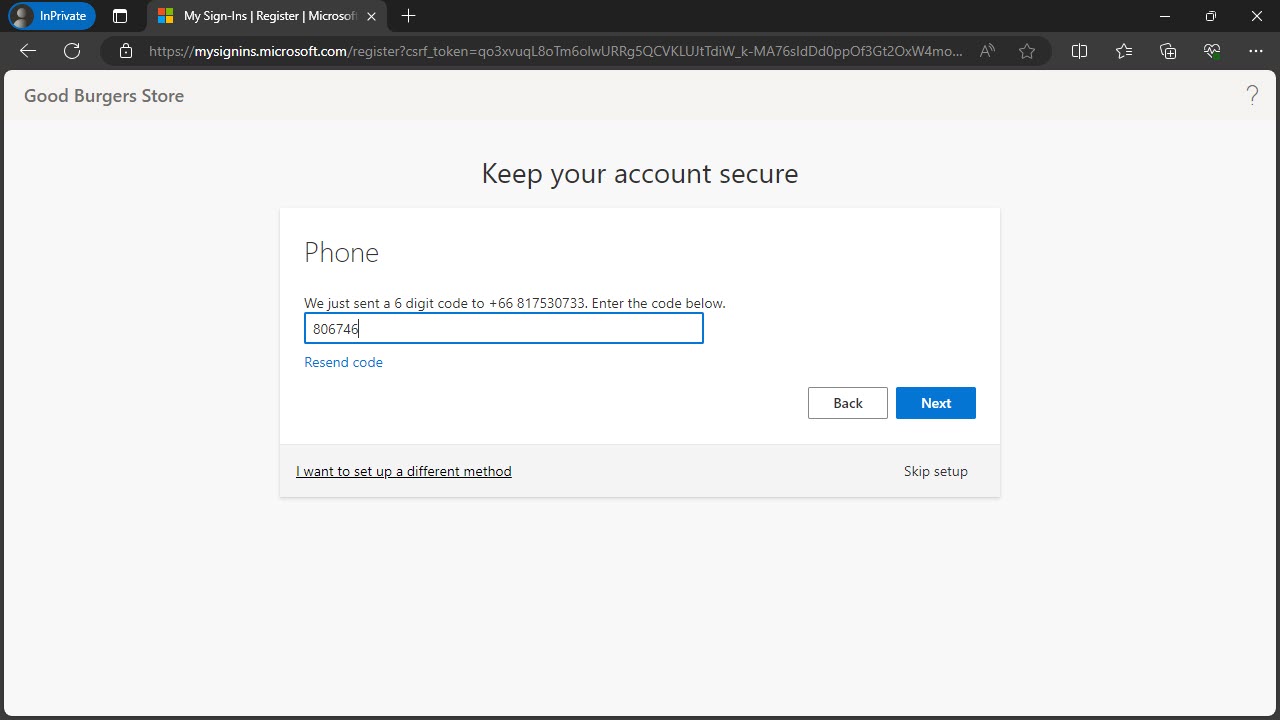 InPrivate
My Sign-Ins | Register | Microsof
https://mysignins.microsoft.com/register?csrf_token=qo3xvuqL8oTm6olwURRg5QCVKLUJtTdiW_k-MA76sIdDd0ppOf3Gt2OxW4mo...
Good Burgers Store
?
Keep your account secure
Phone
We just sent a 6 digit code to +66 817530733. Enter the code below.
806746
Resend code
Back
Next
I want to set up a different method
Skip setup